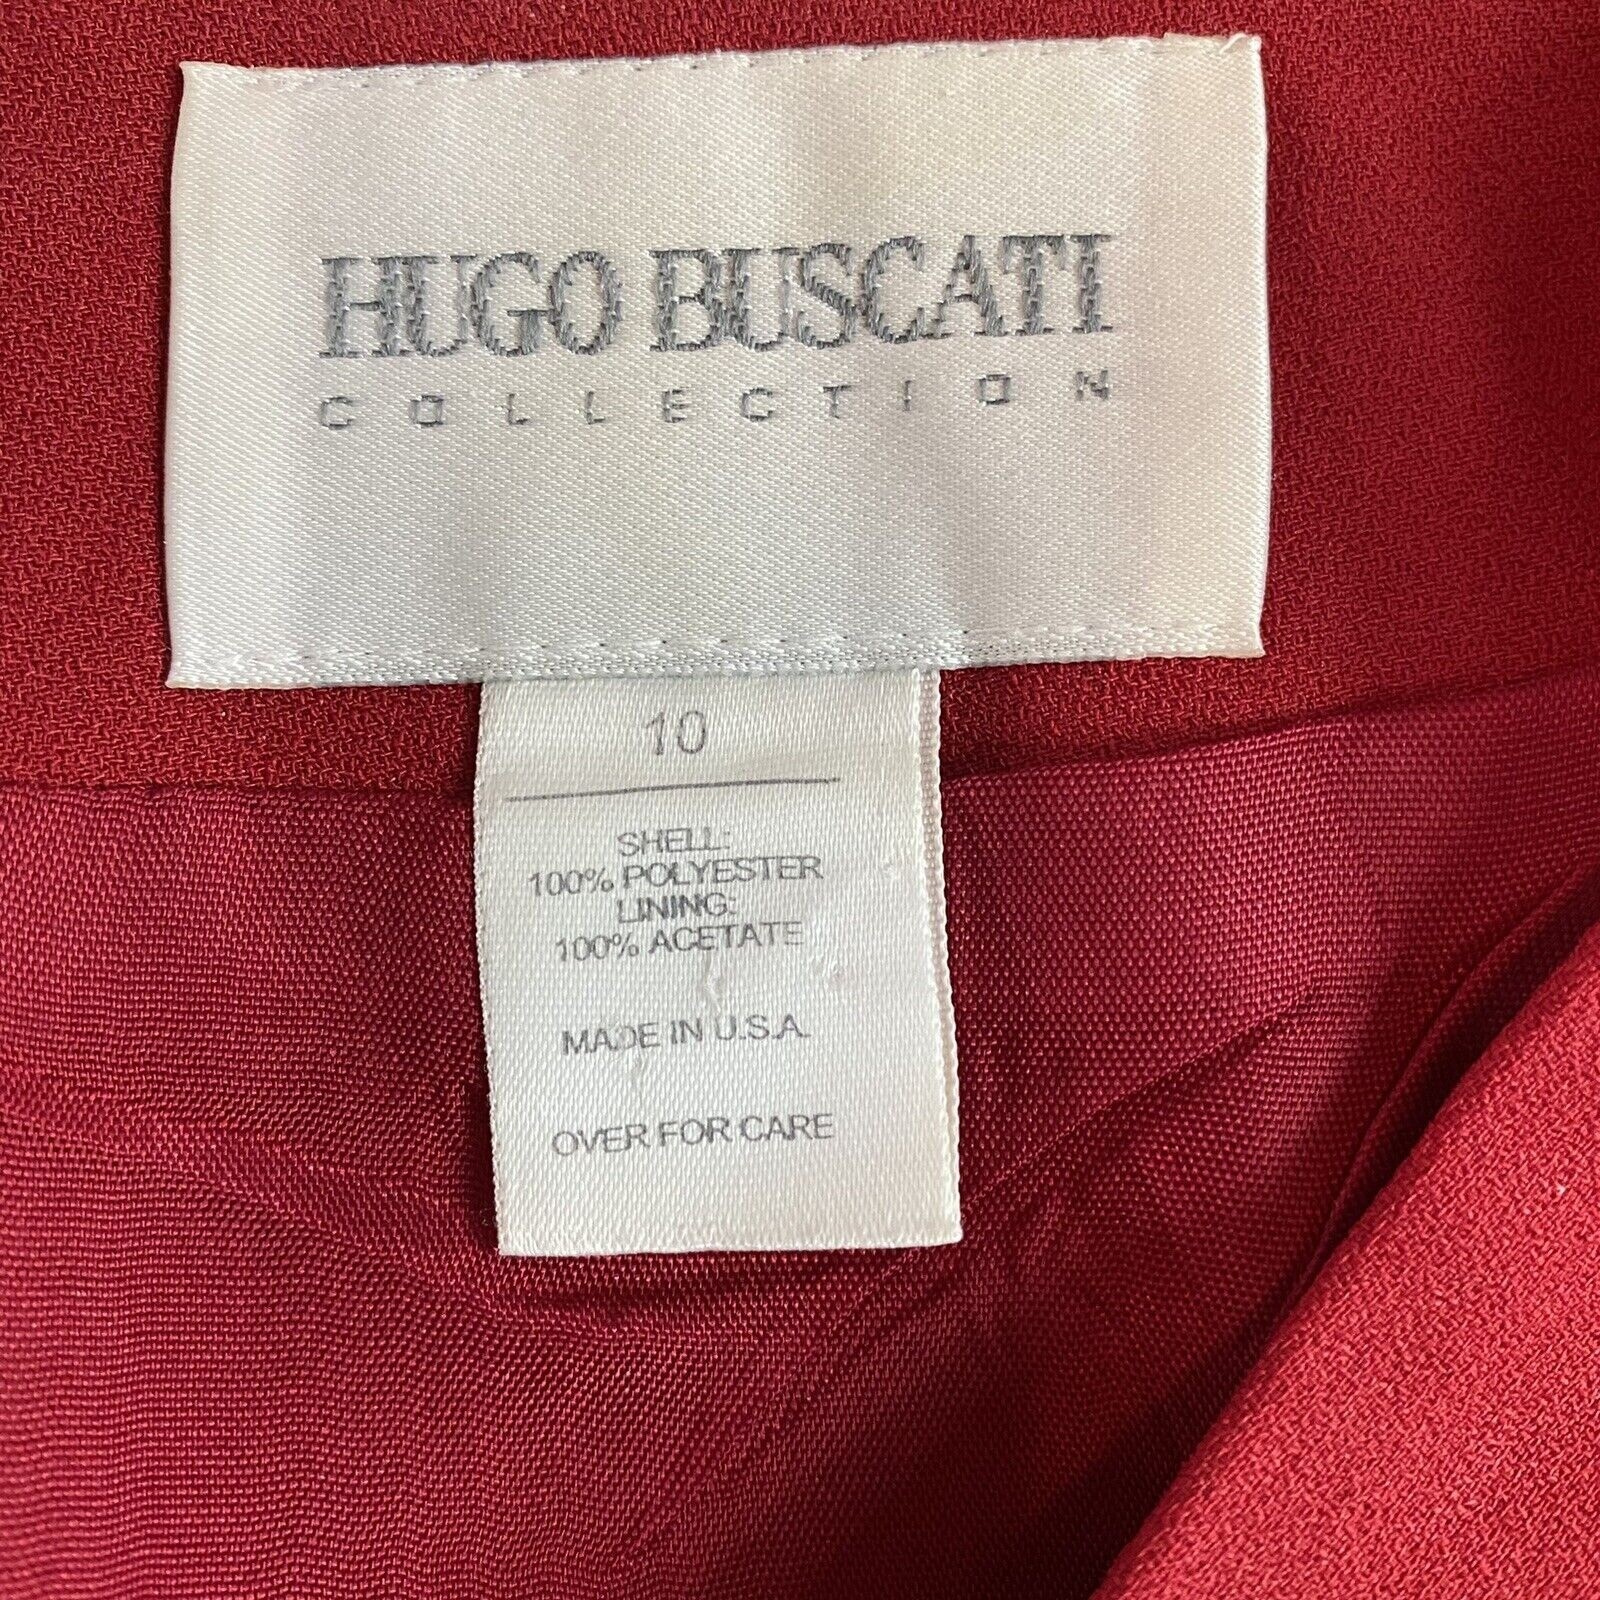 HUGO BUSCATI
COLLECTION
10
SHELL:
100% POLYESTER
LINING:
100% ACETATE
MADE IN U.S.A.
OVER FOR CARE